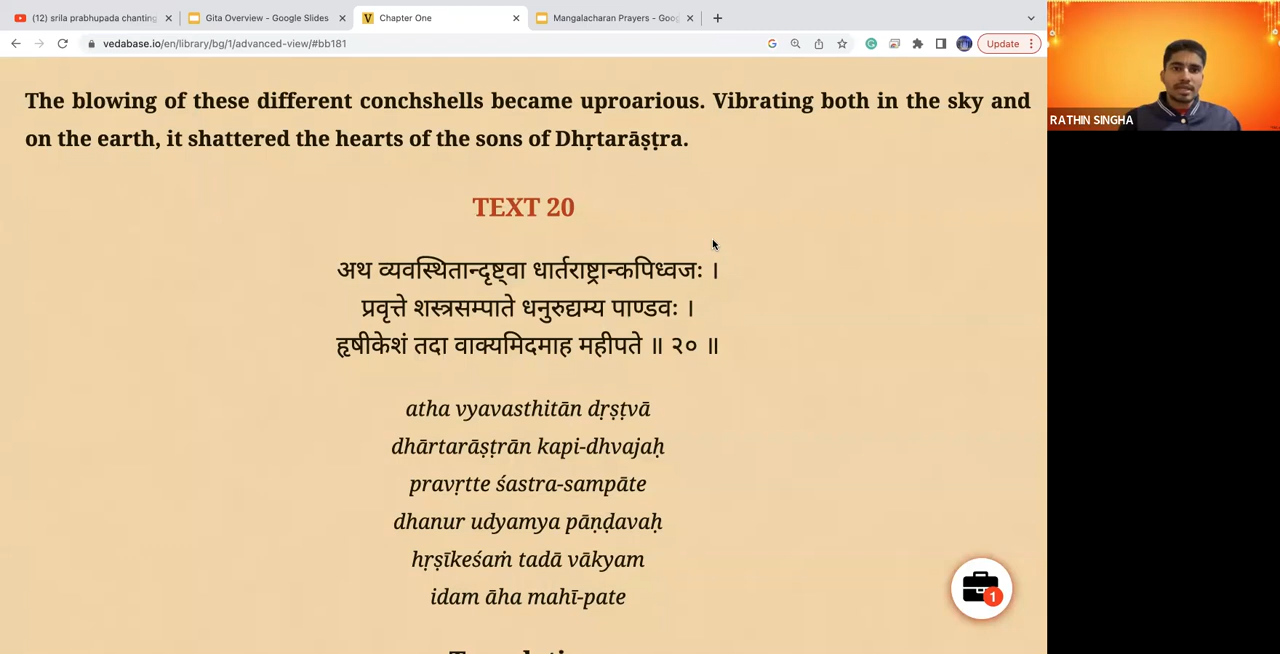 (12) srila prabhupada chanting
Gita Overview - Google Slides
Chapter One
Mangalacharan Prayers - Goo
vedabase.io/en/library/bg/1/advanced-view/#bb181
Update
RATHIN SINGHA
The blowing of these different conchshells became uproarious. Vibrating both in the sky and
on the earth, it shattered the hearts of the sons of Dhṛtarāṣṭra.
TEXT 20
अथ व्यवस्थितान्दृष्ट्वा धार्तराष्ट्रान्कपिध्वजः ।
प्रवृत्ते शस्त्रसम्पाते धनुरुद्यम्य पाण्डवः ।
हृषीकेशं तदा वाक्यमिदमाह महीपते ॥ २० ॥
atha vyavasthitān dṛṣṭvā
dhārtarāṣṭrān kapi-dhvajaḥ
pravṛtte śastra-sampāte
dhanur udyamya pāṇḍavaḥ
hṛṣīkeśaṁ tadā vākyam
idam āha mahī-pate
1